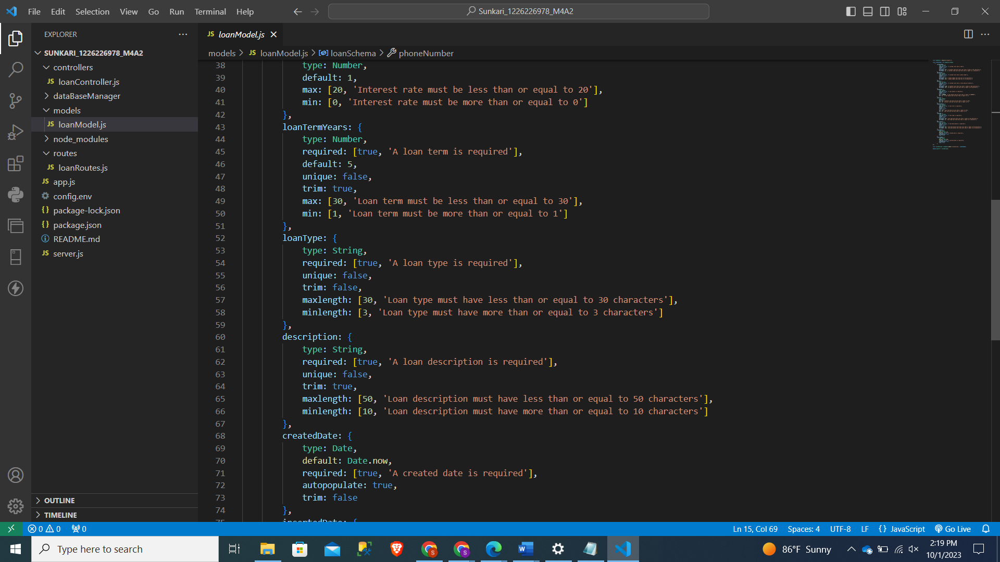 File Edit Selection View Go Run Terminal Help
Sunkari_1226226978_M4A2
EXPLORER
SUNKARI_1226226978_M4A2
controllers
JS loanController.js
dataBaseManager
models
JS loanModel.js
node_modules
routes
JS loanRoutes.js
JS app.js
config.env
{} package-lock.json
{} package.json
README.md
JS server.js
OUTLINE
TIMELINE
JS loanModel.js
models > JS loanModel.js > loanSchema > phoneNumber
38 type: Number,
39 default: 1,
40 max: [20, 'Interest rate must be less than or equal to 20'],
41 min: [0, 'Interest rate must be more than or equal to 0']
42 },
43 loanTermYears: {
44 type: Number,
45 required: [true, 'A loan term is required'],
46 default: 5,
47 unique: false,
48 trim: true,
49 max: [30, 'Loan term must be less than or equal to 30'],
50 min: [1, 'Loan term must be more than or equal to 1']
51 },
52 loanType: {
53 type: String,
54 required: [true, 'A loan type is required'],
55 unique: false,
56 trim: false,
57 maxlength: [30, 'Loan type must have less than or equal to 30 characters'],
58 minlength: [3, 'Loan type must have more than or equal to 3 characters']
59 },
60 description: {
61 type: String,
62 required: [true, 'A loan description is required'],
63 unique: false,
64 trim: true,
65 maxlength: [50, 'Loan description must have less than or equal to 50 characters'],
66 minlength: [10, 'Loan description must have more than or equal to 10 characters']
67 },
68 createdDate: {
69 type: Date,
70 default: Date.now,
71 required: [true, 'A created date is required'],
72 autopopulate: true,
73 trim: false
74 },
75 insertedDate: {
0 0 0
Ln 15, Col 69 Spaces: 4 UTF-8 LF {} JavaScript Go Live
Type here to search
86°F Sunny
2:19 PM
10/1/2023